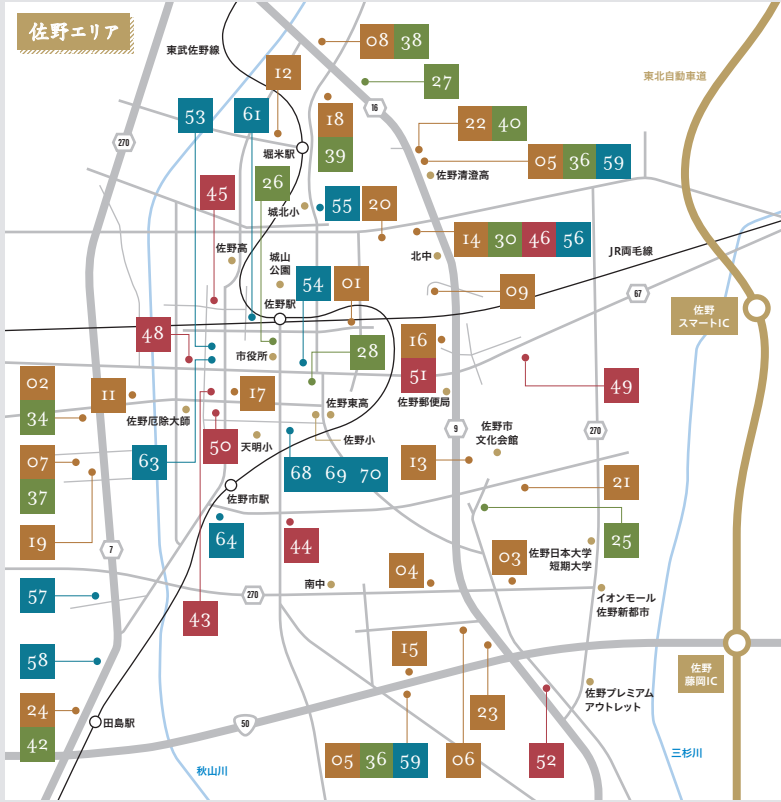 佐野エリア
東武佐野線
08 38
東北自動車道
12
27
53
61
18
39
16
22 40
270
堀米駅
05 36 59
佐野清澄高
45
26
城北小
55
20
14 30 46 56
佐野高
城山
公園
北中
JR両毛線
54
01
09
67
佐野
スマートIC
佐野駅
48
市役所
28
16
51
49
02
34
11
佐野厄除大師
17
佐野東高
佐野郵便局
50
天明小
佐野小
9
佐野市
文化会館
270
07
37
63
68 69 70
13
21
佐野市駅
19
64
44
25
7
03
佐野日本大学
短期大学
04
57
270
南中
イオンモール
佐野新都市
43
58
15
佐野
藤岡IC
佐野プレミアム
アウトレット
24
42
田島駅
50
23
秋山川
05 36 59
06
52
三杉川